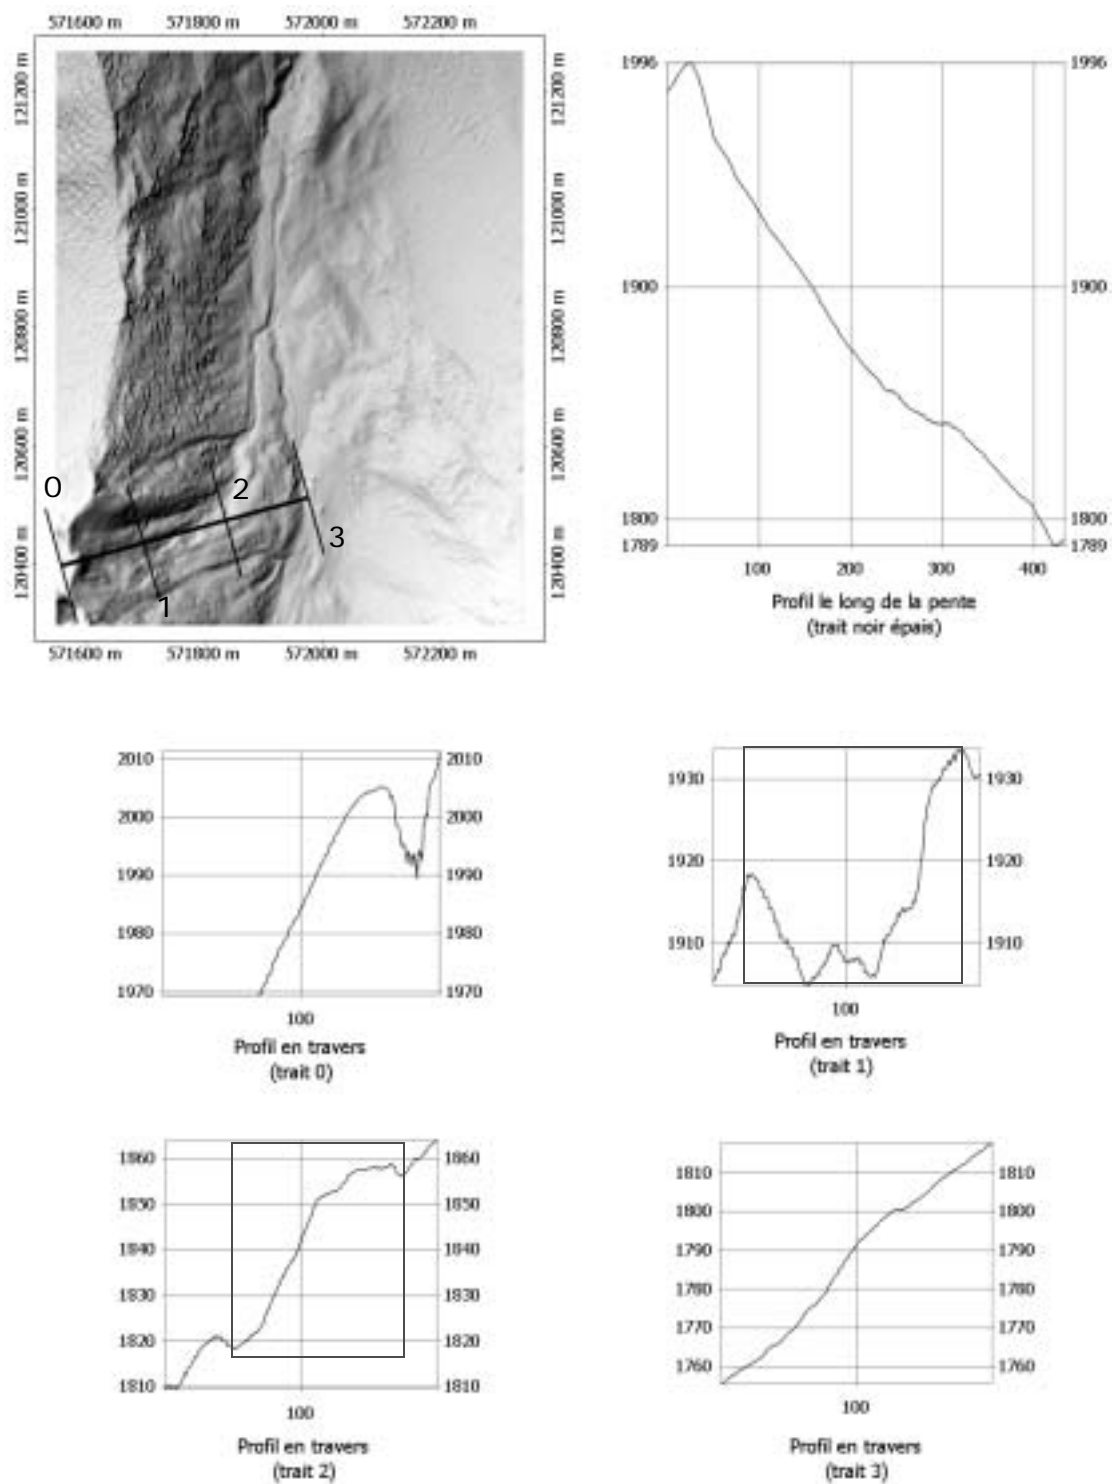 571600 m 571800 m 572000 m 572200 m
121200 m 121200 m
121000 m 121000 m
120800 m 120800 m
120600 m 120600 m
120400 m 120400 m
0
1
2
3
571600 m 571800 m 572000 m 572200 m
1996 1996
1900 1900
1800 1800
1789 1789
100 200 300 400
Profil le long de la pente
(trait noir épais)
2010 2010
2000 2000
1990 1990
1980 1980
1970 1970
100
Profil en travers
(trait 0)
1930 1930
1920 1920
1910 1910
100
Profil en travers
(trait 1)
1860 1860
1850 1850
1840 1840
1830 1830
1820 1820
1810 1810
100
Profil en travers
(trait 2)
1810 1810
1800 1800
1790 1790
1780 1780
1770 1770
1760 1760
100
Profil en travers
(trait 3)